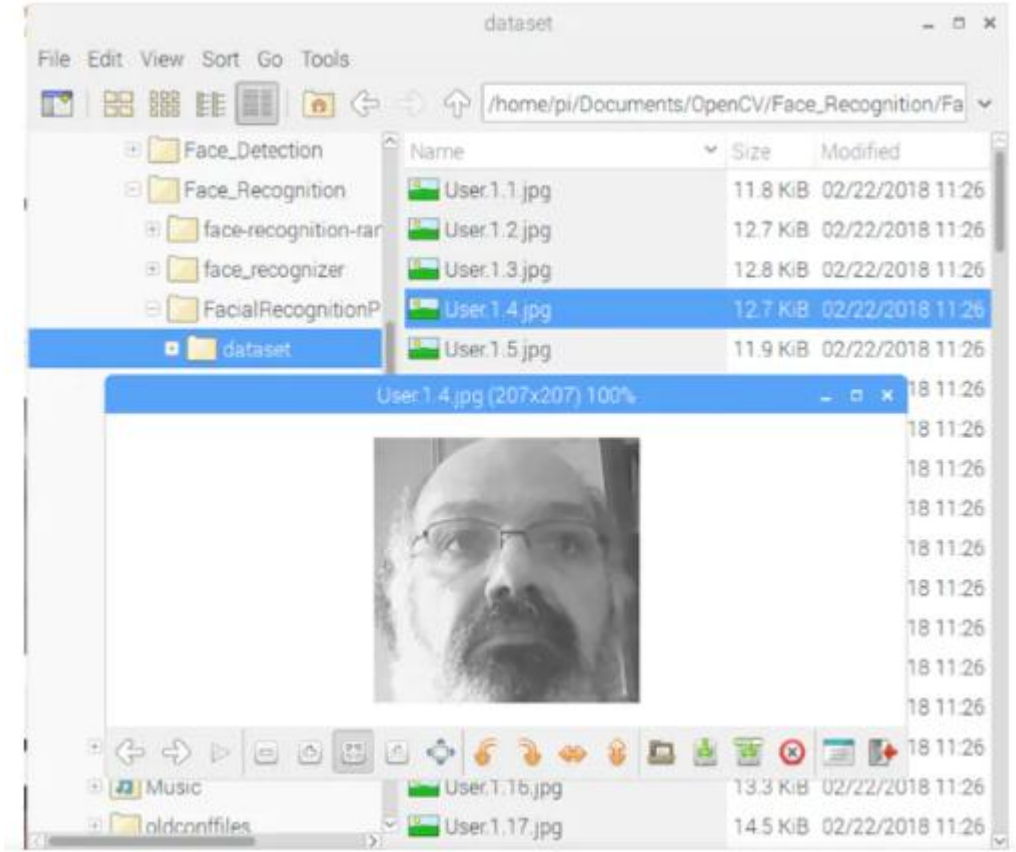 dataset
File Edit View Sort Go Tools
/home/pi/Documents/OpenCV/Face_Recognition/Fa
Face_Detection
Face_Recognition
face-recognition-rar
face_recognizer
FacialRecognitionP
dataset
Name Size Modified
User.1.1.jpg 11.8 KiB 02/22/2018 11:26
User.1.2.jpg 12.7 KiB 02/22/2018 11:26
User.1.3.jpg 12.8 KiB 02/22/2018 11:26
User.1.4.jpg 12.7 KiB 02/22/2018 11:26
User.1.5.jpg 11.9 KiB 02/22/2018 11:26
18 11:26
User.1.4.jpg (207x207) 100%
18 11:26
18 11:26
18 11:26
18 11:26
18 11:26
18 11:26
18 11:26
18 11:26
18 11:26
Music
User.1.16.jpg 13.3 KiB 02/22/2018 11:26
oldconffiles
User.1.17.jpg 14.5 KiB 02/22/2018 11:26